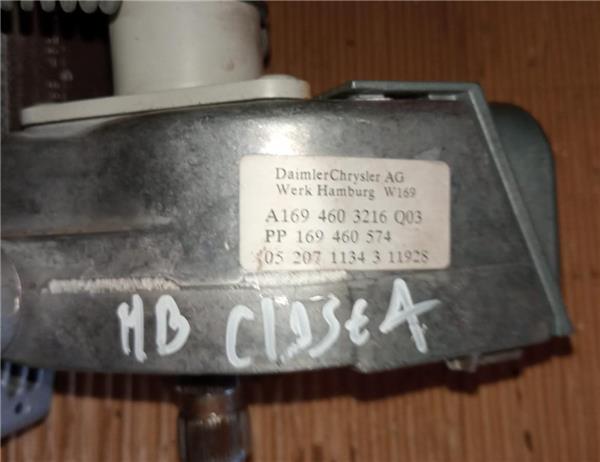 DaimlerChrysler AG
Werk Hamburg W169
A169 460 3216 Q03
PP 169 460 574
05 207 1134 3 11928
MB ClasseA